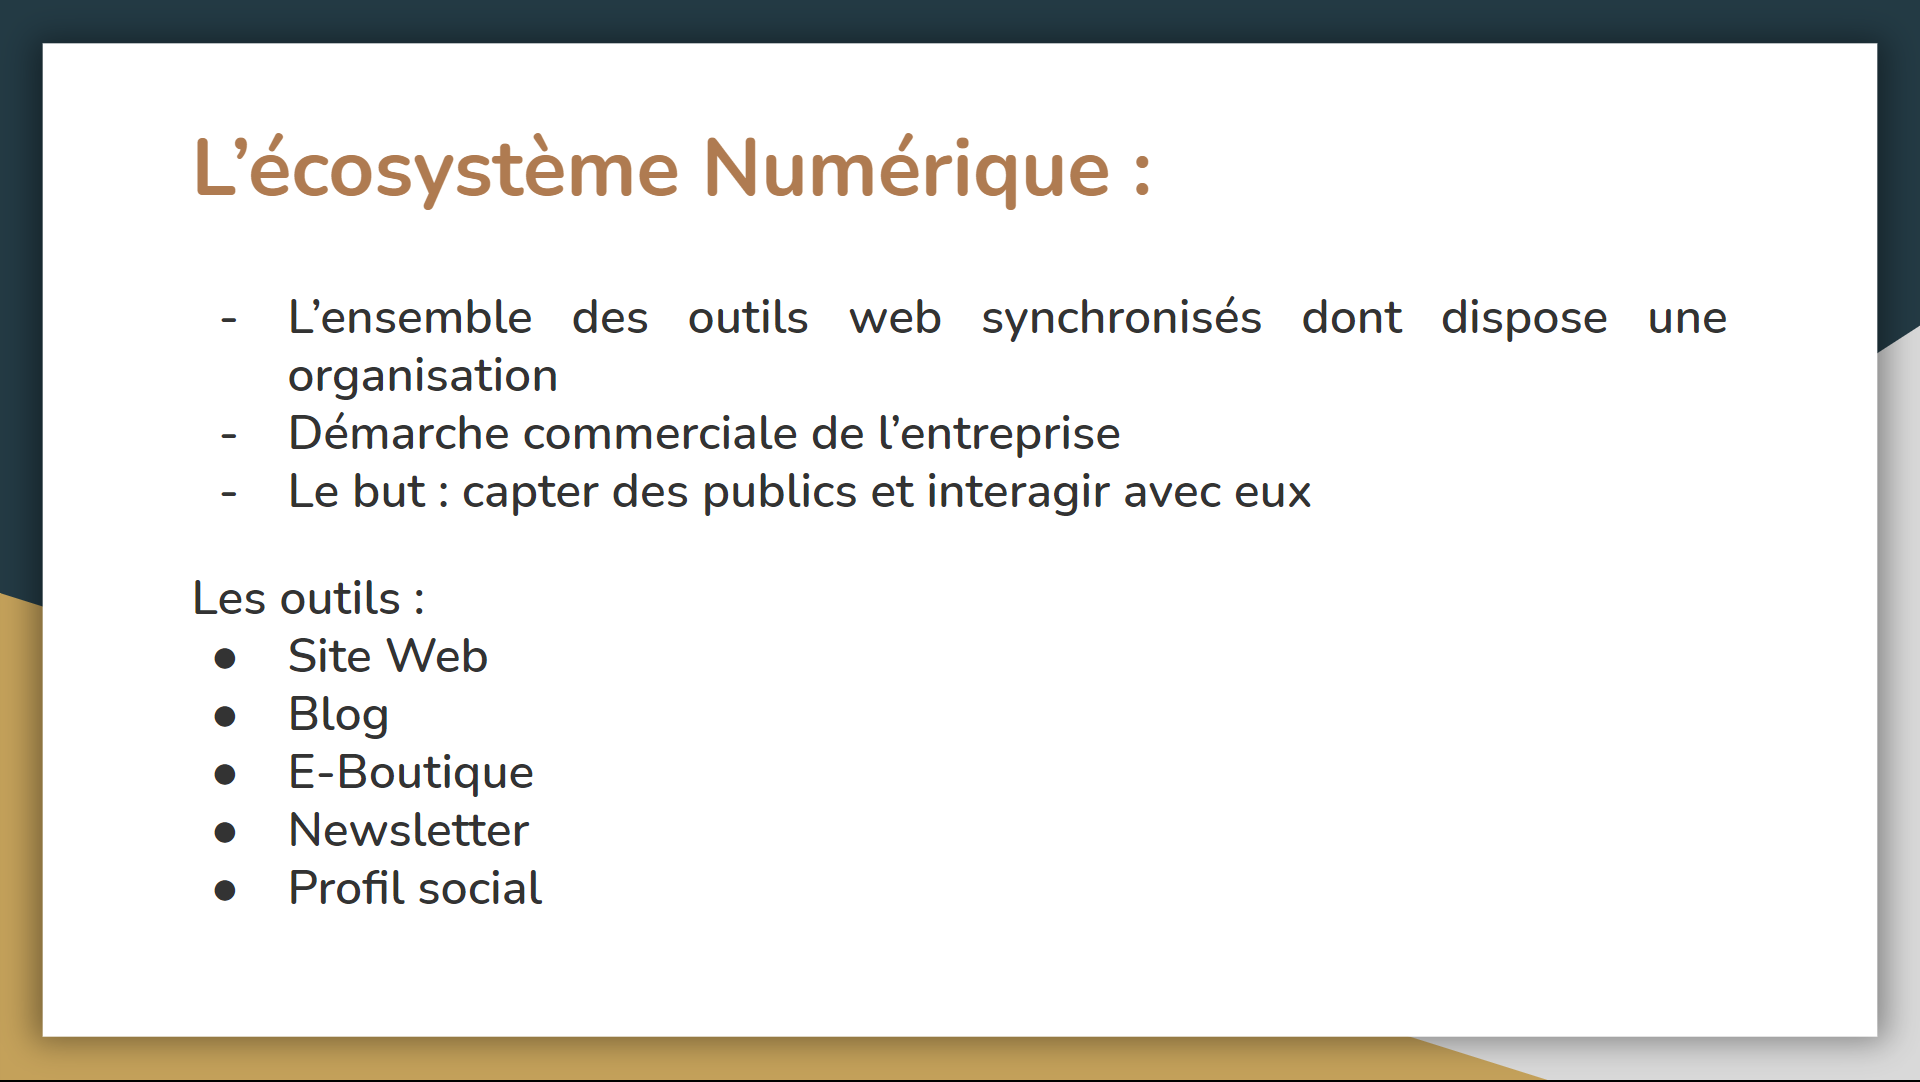 L’écosystème Numérique :
- L’ensemble des outils web synchronisés dont dispose une
organisation
- Démarche commerciale de l’entreprise
- Le but : capter des publics et interagir avec eux
Les outils :
● Site Web
● Blog
● E-Boutique
● Newsletter
● Profil social